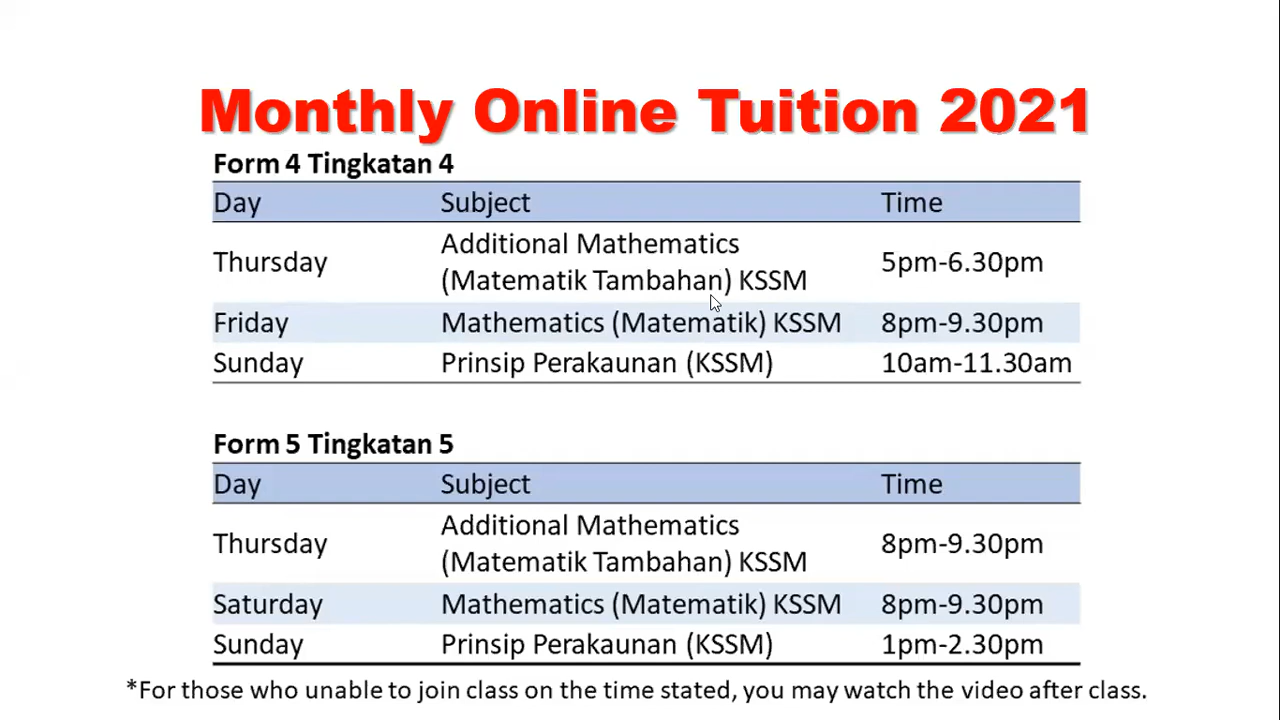 Monthly Online Tuition 2021
Form 4 Tingkatan 4
Day Subject Time
Thursday Additional Mathematics (Matematik Tambahan) KSSM 5pm-6.30pm
Friday Mathematics (Matematik) KSSM 8pm-9.30pm
Sunday Prinsip Perakaunan (KSSM) 10am-11.30am
Form 5 Tingkatan 5
Day Subject Time
Thursday Additional Mathematics (Matematik Tambahan) KSSM 8pm-9.30pm
Saturday Mathematics (Matematik) KSSM 8pm-9.30pm
Sunday Prinsip Perakaunan (KSSM) 1pm-2.30pm
*For those who unable to join class on the time stated, you may watch the video after class.